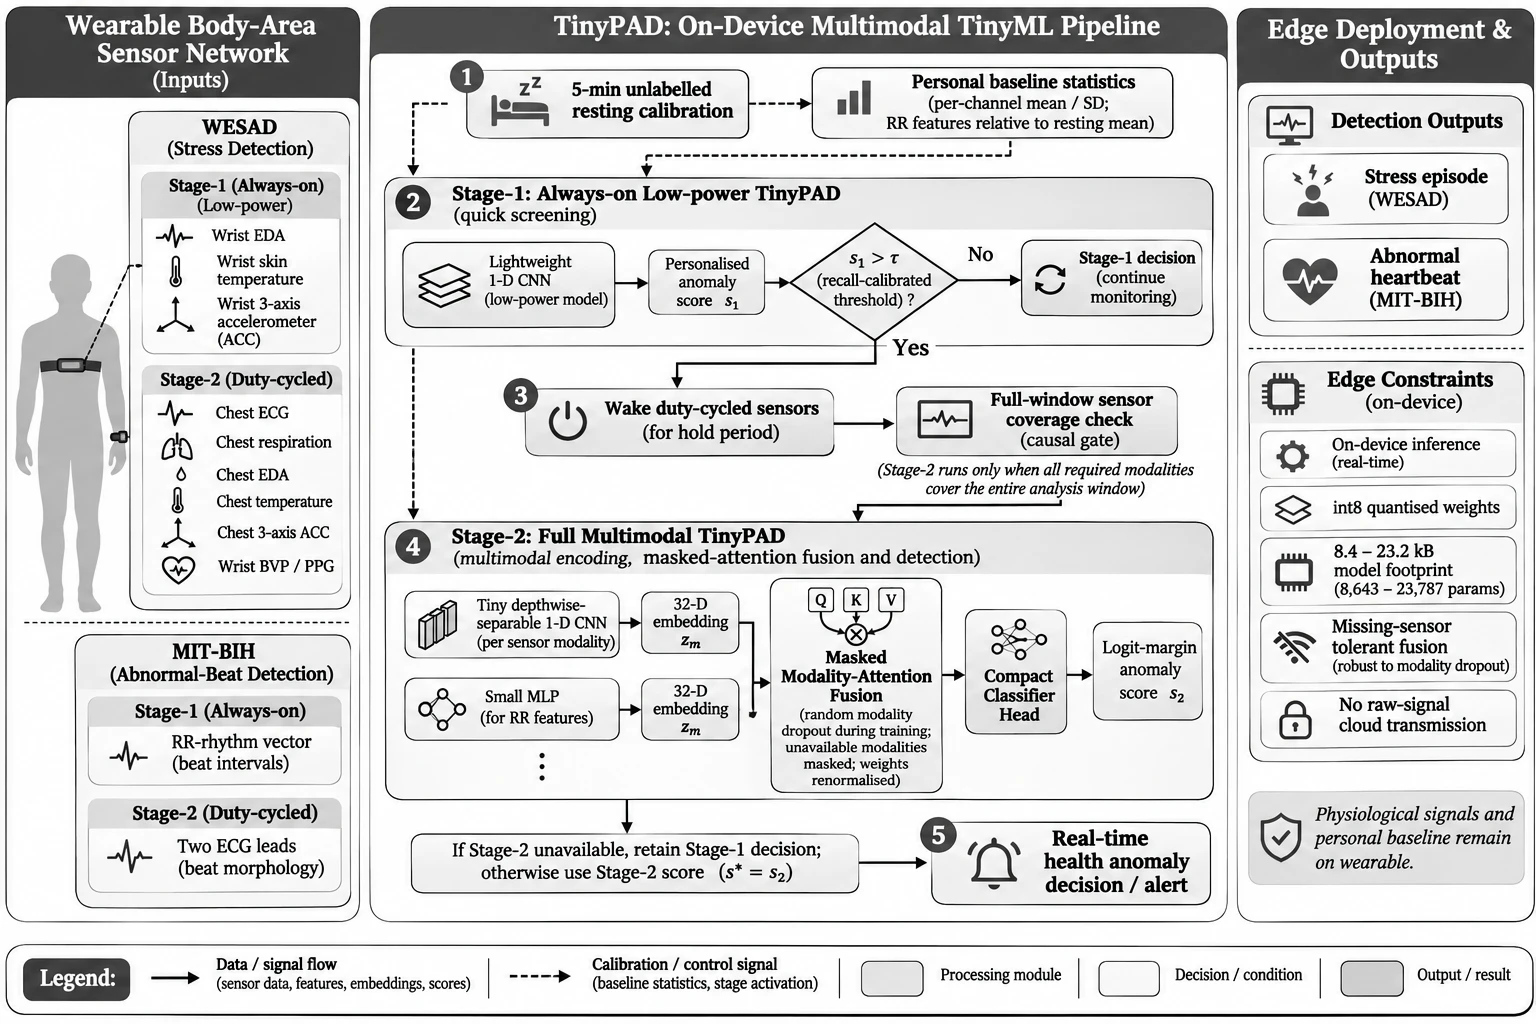 Wearable Body-Area
Sensor Network
(Inputs)
WESAD
(Stress Detection)
Stage-1 (Always-on)
(Low-power)
Wrist EDA
Wrist skin
temperature
Wrist 3-axis
accelerometer
(ACC)
Stage-2 (Duty-cycled)
Chest ECG
Chest respiration
Chest EDA
Chest temperature
Chest 3-axis ACC
Wrist BVP / PPG
MIT-BIH
(Abnormal-Beat Detection)
Stage-1 (Always-on)
RR-rhythm vector
(beat intervals)
Stage-2 (Duty-cycled)
Two ECG leads
(beat morphology)
TinyPAD: On-Device Multimodal TinyML Pipeline
1
zZ
5-min unlabelled
resting calibration
Personal baseline statistics
(per-channel mean / SD;
RR features relative to resting mean)
2
Stage-1: Always-on Low-power TinyPAD
(quick screening)
Lightweight
1-D CNN
(low-power model)
Personalised
anomaly
score s₁
s₁ > τ
(recall-calibrated
threshold) ?
No
Stage-1 decision
(continue
monitoring)
Yes
3
Wake duty-cycled sensors
(for hold period)
Full-window sensor
coverage check
(causal gate)
(Stage-2 runs only when all required modalities
cover the entire analysis window)
4
Stage-2: Full Multimodal TinyPAD
(multimodal encoding, masked-attention fusion and detection)
Tiny depthwise-
separable 1-D CNN
(per sensor modality)
32-D
embedding
zₘ
Small MLP
(for RR features)
32-D
embedding
zₘ
Q K V
Masked
Modality-Attention
Fusion
(random modality
dropout during training;
unavailable modalities
masked; weights
renormalised)
Compact
Classifier
Head
Logit-margin
anomaly
score s₂
If Stage-2 unavailable, retain Stage-1 decision;
otherwise use Stage-2 score (s* = s₂)
5
Real-time
health anomaly
decision / alert
Edge Deployment &
Outputs
Detection Outputs
Stress episode
(WESAD)
Abnormal
heartbeat
(MIT-BIH)
Edge Constraints
(on-device)
On-device inference
(real-time)
int8 quantised weights
8.4 – 23.2 kB
model footprint
(8,643 – 23,787 params)
Missing-sensor
tolerant fusion
(robust to modality dropout)
No raw-signal
cloud transmission
Physiological signals and
personal baseline remain
on wearable.
Legend:
Data / signal flow
(sensor data, features, embeddings, scores)
Calibration / control signal
(baseline statistics, stage activation)
Processing module
Decision / condition
Output / result